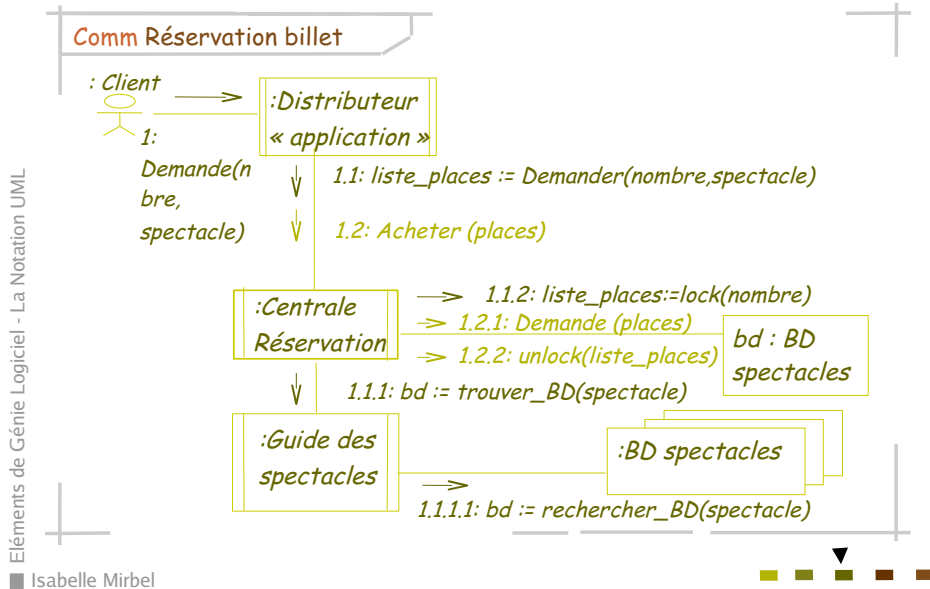 Comm Réservation billet
: Client
:Distributeur
« application »
1:
Demande(n
bre,
spectacle)
1.1: liste_places := Demander(nombre,spectacle)
1.2: Acheter (places)
:Centrale
Réservation
1.1.2: liste_places:=lock(nombre)
1.2.1: Demande (places)
1.2.2: unlock(liste_places)
bd : BD
spectacles
1.1.1: bd := trouver_BD(spectacle)
:Guide des
spectacles
:BD spectacles
1.1.1.1: bd := rechercher_BD(spectacle)
Eléments de Génie Logiciel - La Notation UML
Isabelle Mirbel